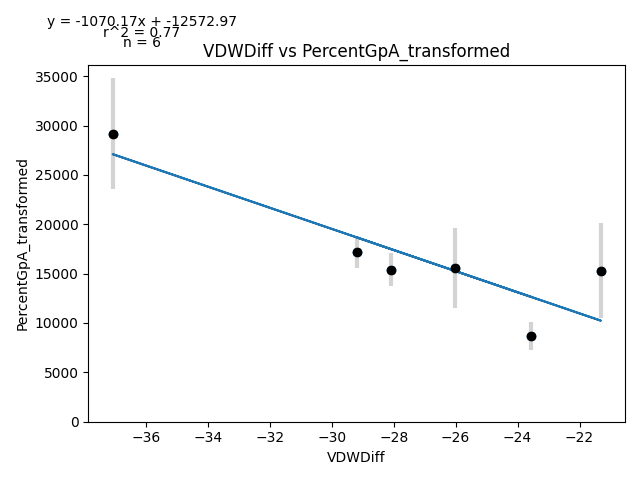 y = -1070.17x + -12572.97
r^2 = 0.77
n = 6
VDWDiff vs PercentGpA_transformed
35000
30000
25000
20000
15000
10000
5000
0
PercentGpA_transformed
−36 −34 −32 −30 −28 −26 −24 −22
VDWDiff